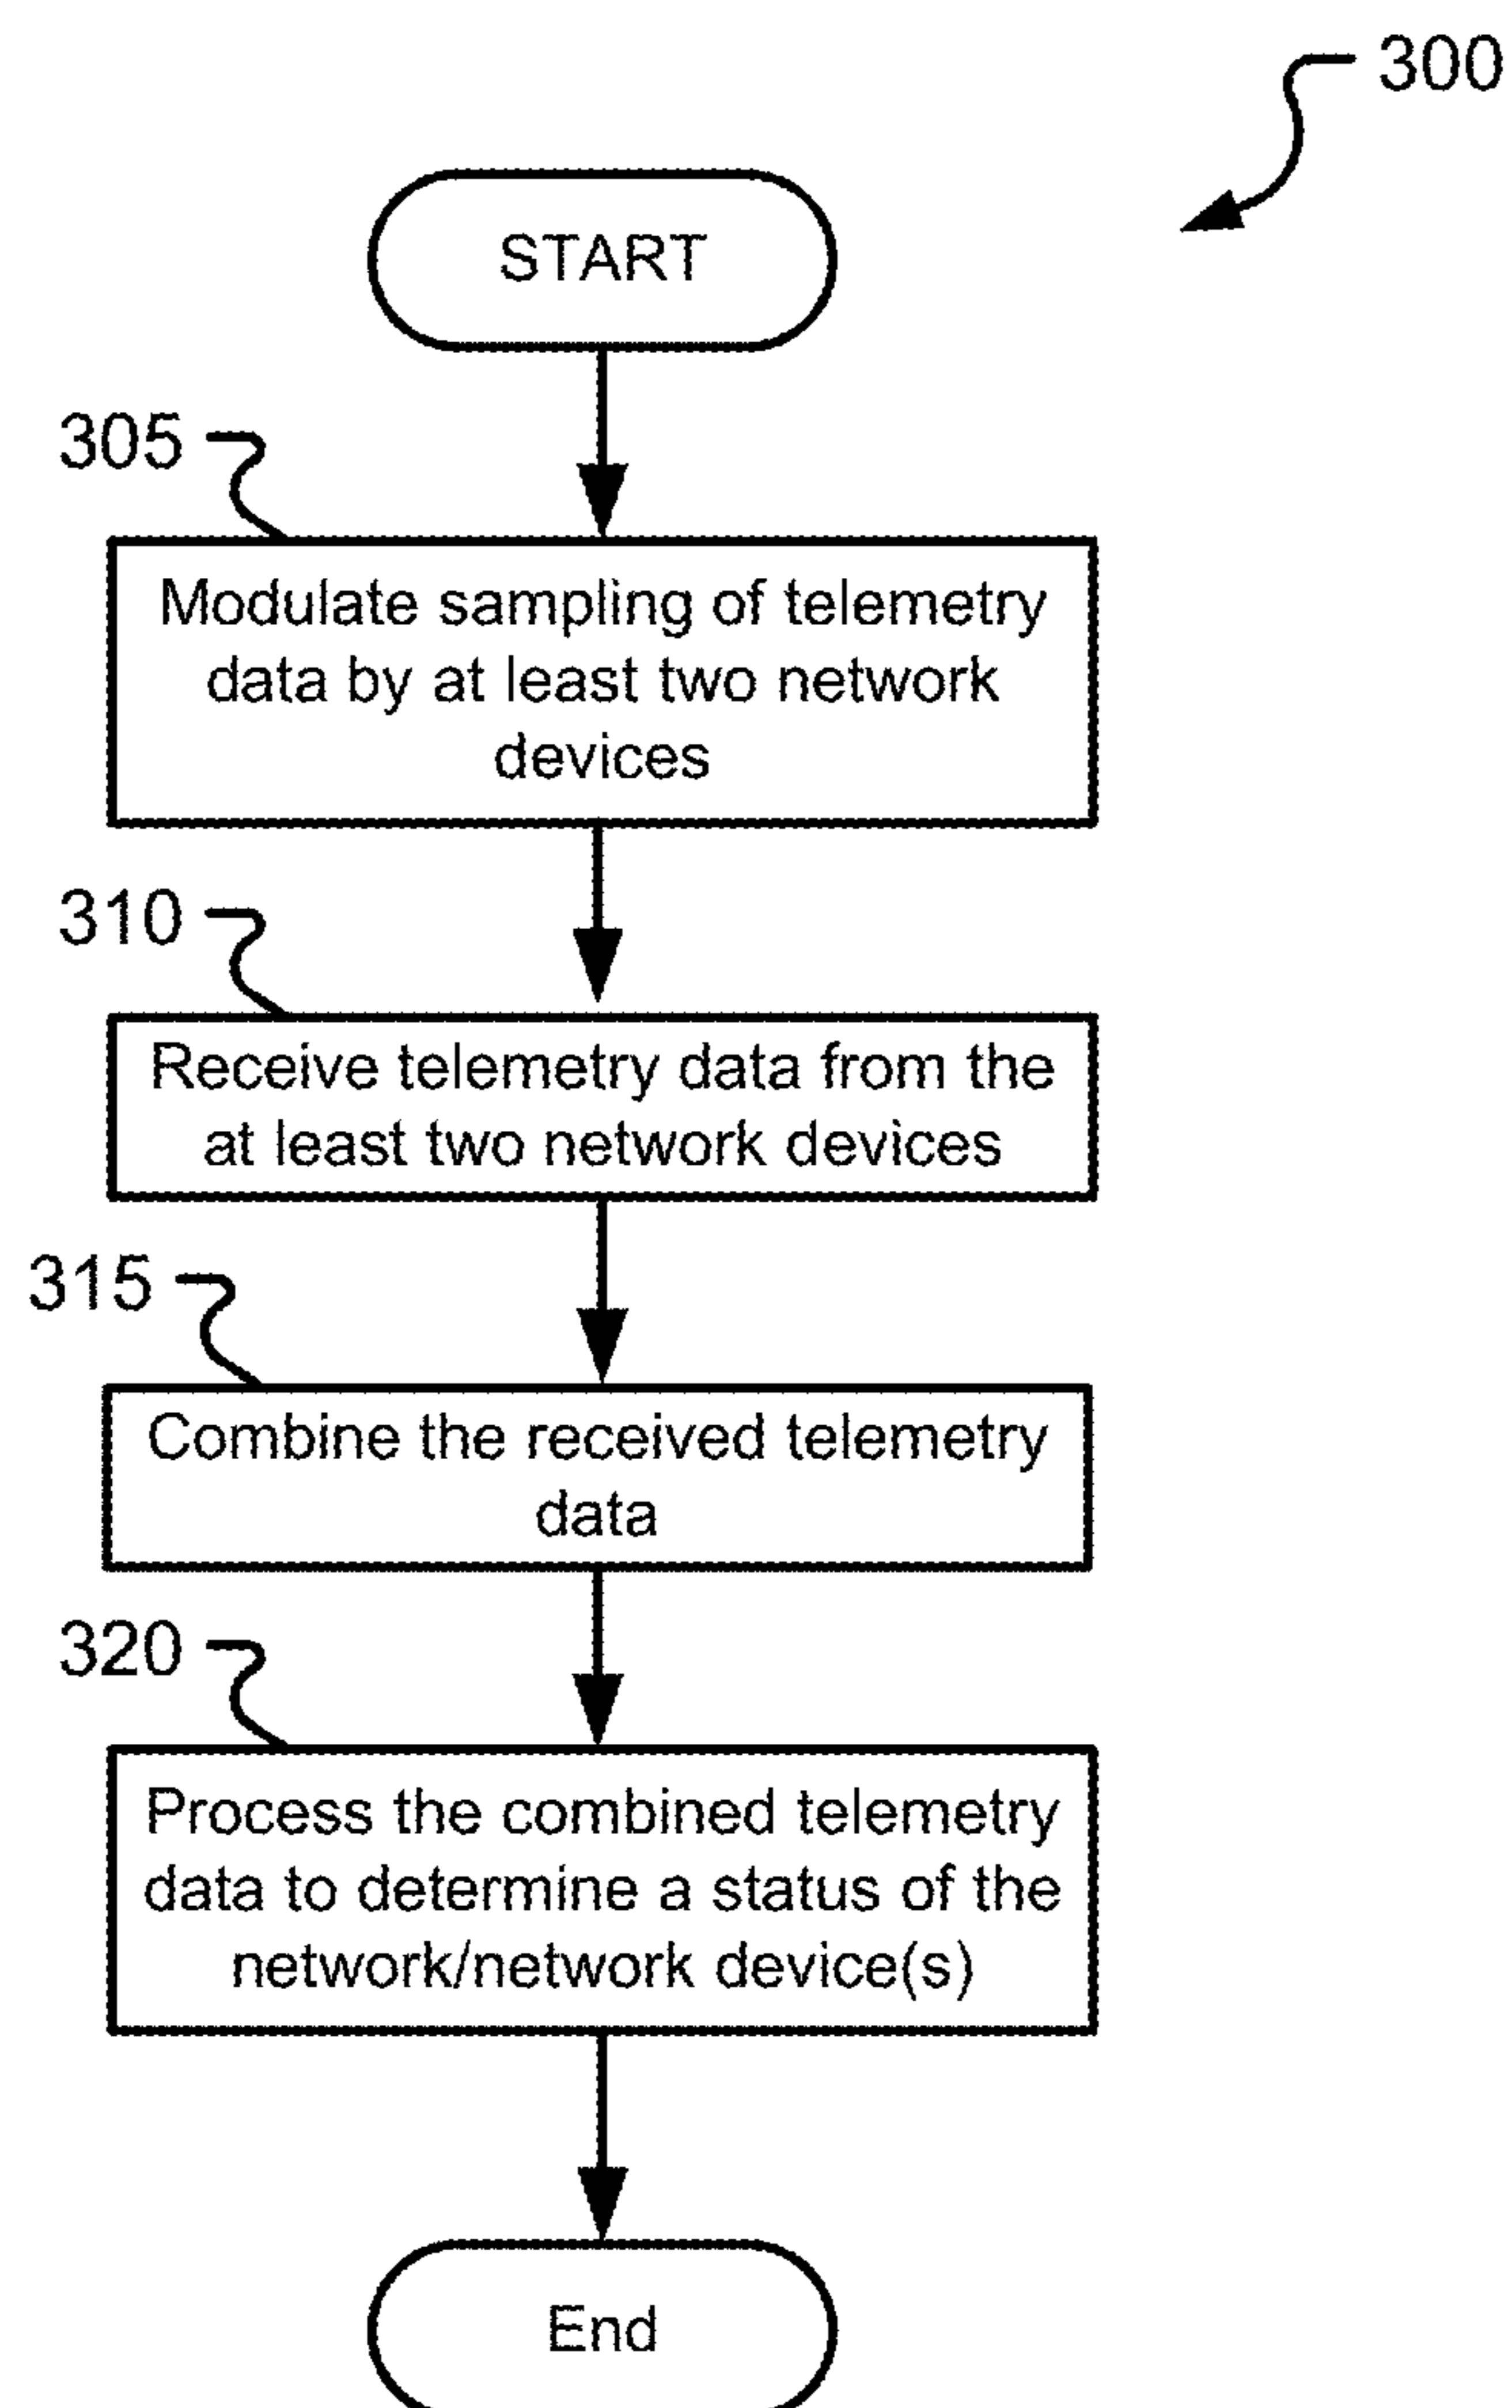 300
START
305
Modulate sampling of telemetry
data by at least two network
devices
310
Receive telemetry data from the
at least two network devices
315
Combine the received telemetry
data
320
Process the combined telemetry
data to determine a status of the
network/network device(s)
End